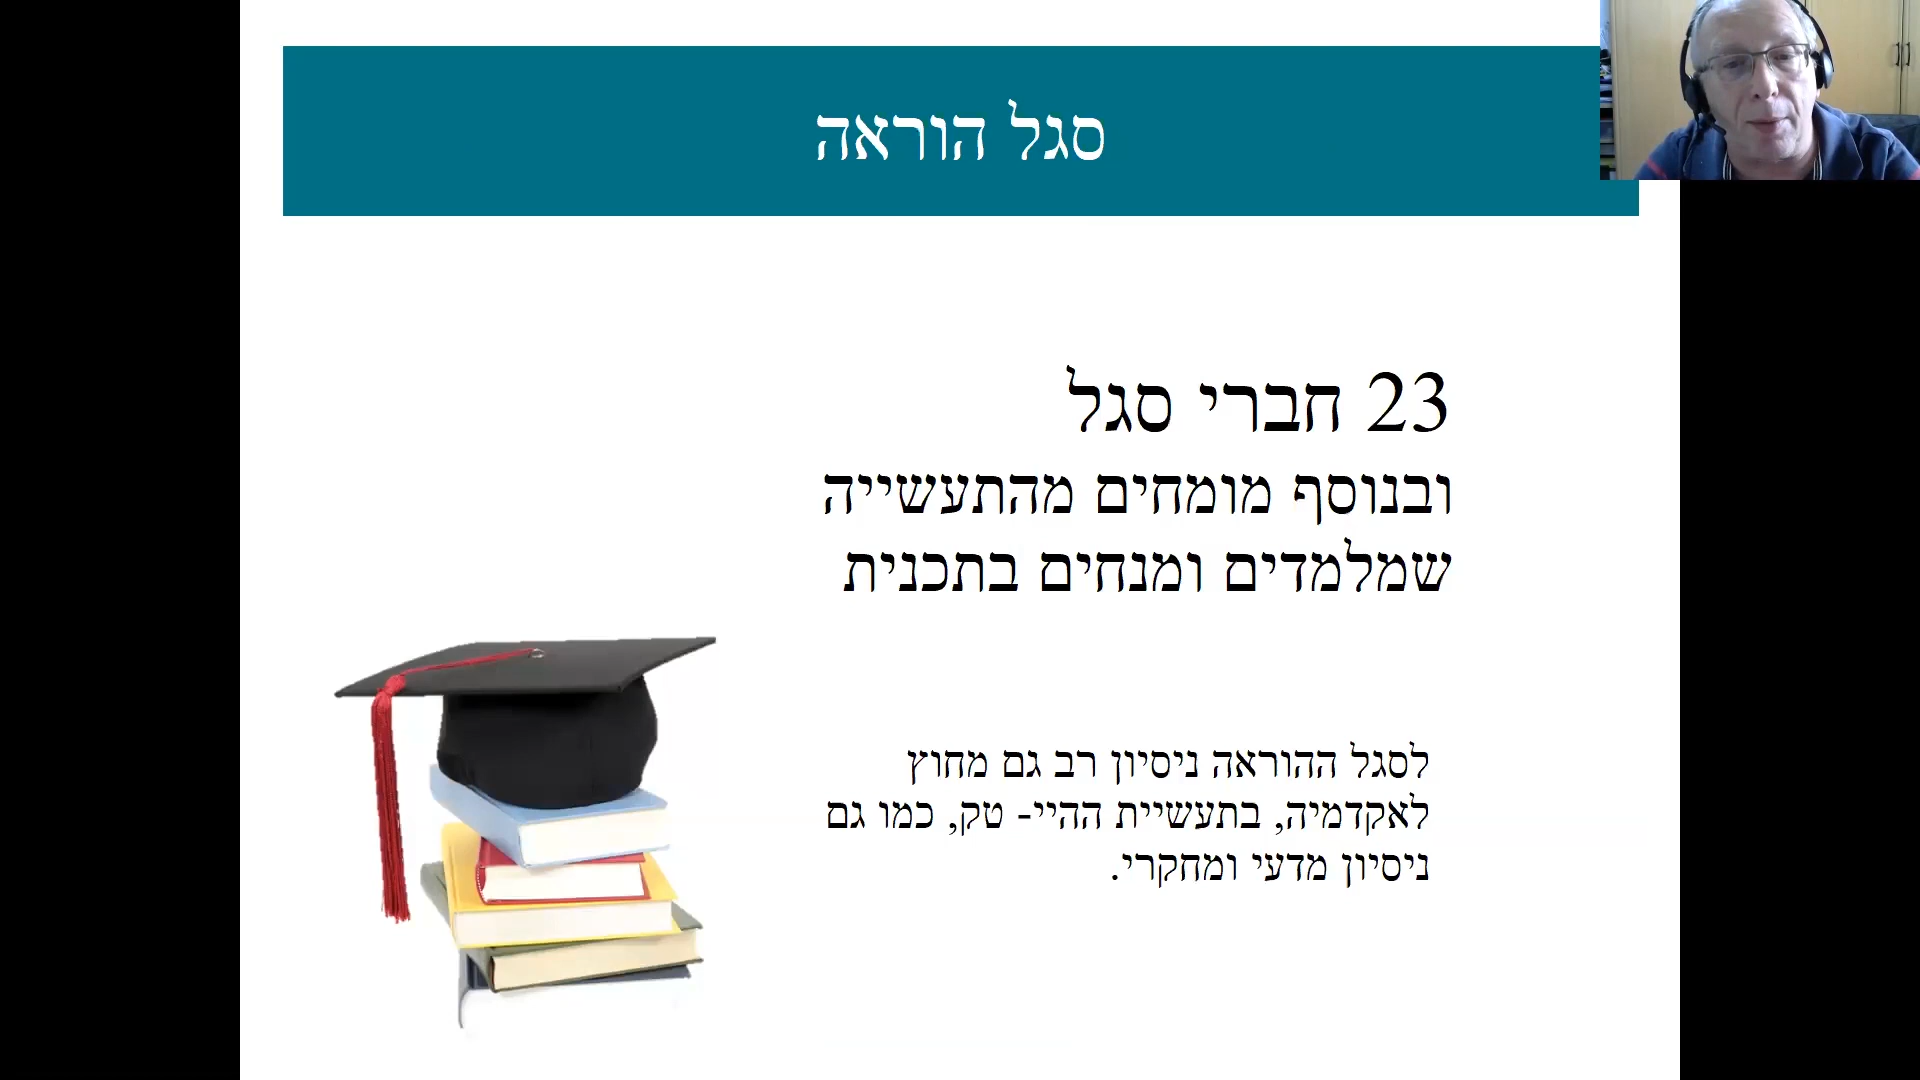 סגל הוראה
23 חברי סגל
ובנוסף מומחים מהתעשייה
שמלמדים ומנחים בתכנית
לסגל ההוראה ניסיון רב גם מחוץ
לאקדמיה, בתעשיית ההיי- טק, כמו גם
ניסיון מדעי ומחקרי.